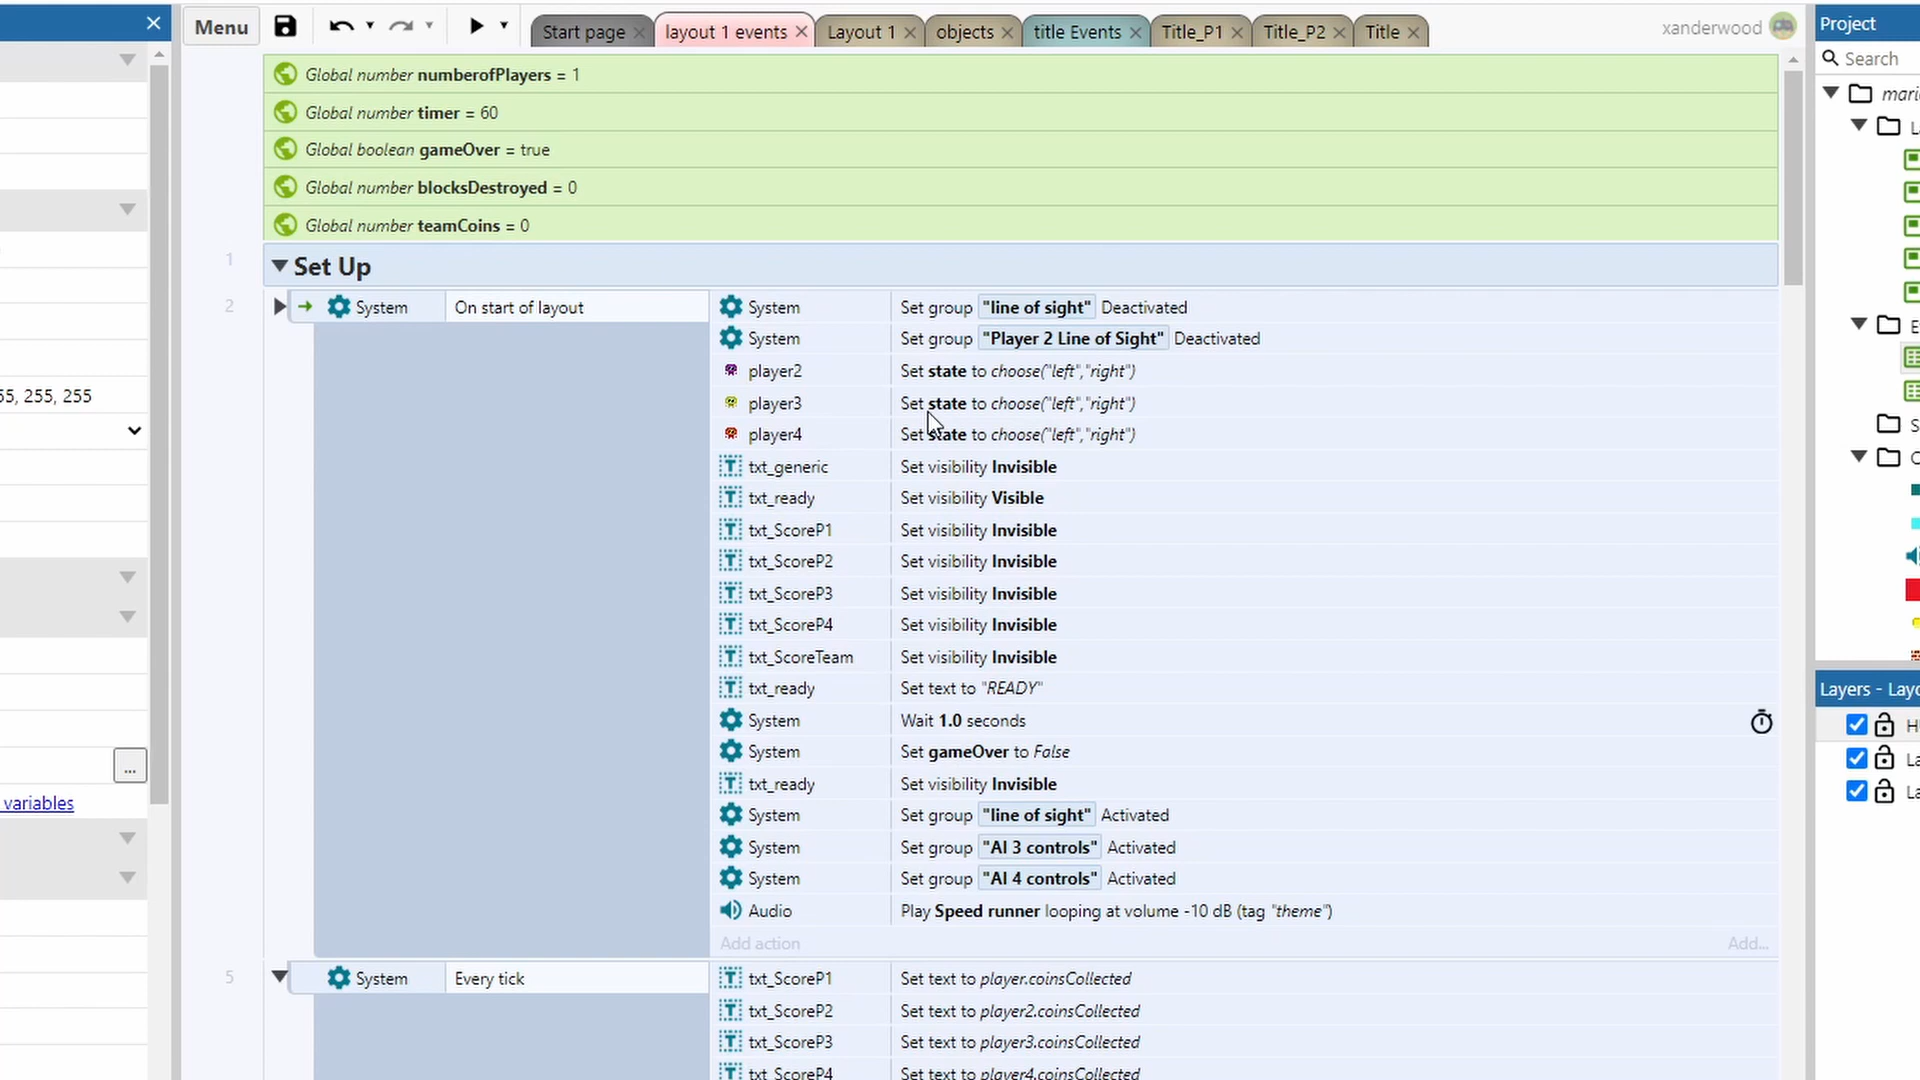 Menu
Start page
layout 1 events
Layout 1
objects
title Events
Title_P1
Title_P2
Title
xanderwood
Project
Search
Global number numberofPlayers = 1
Global number timer = 60
Global boolean gameOver = true
Global number blocksDestroyed = 0
Global number teamCoins = 0
1
Set Up
2
System On start of layout
System Set group "line of sight" Deactivated
System Set group "Player 2 Line of Sight" Deactivated
player2 Set state to choose("left","right")
player3 Set state to choose("left","right")
player4 Set state to choose("left","right")
txt_generic Set visibility Invisible
txt_ready Set visibility Visible
txt_ScoreP1 Set visibility Invisible
txt_ScoreP2 Set visibility Invisible
txt_ScoreP3 Set visibility Invisible
txt_ScoreP4 Set visibility Invisible
txt_ScoreTeam Set visibility Invisible
txt_ready Set text to "READY"
System Wait 1.0 seconds
System Set gameOver to False
txt_ready Set visibility Invisible
System Set group "line of sight" Activated
System Set group "AI 3 controls" Activated
System Set group "AI 4 controls" Activated
Audio Play Speed runner looping at volume -10 dB (tag "theme")
Add action
Add...
5
System Every tick
txt_ScoreP1 Set text to player.coinsCollected
txt_ScoreP2 Set text to player2.coinsCollected
txt_ScoreP3 Set text to player3.coinsCollected
txt_ScoreP4 Set text to player4.coinsCollected
55, 255, 255
...
variables
Layers - Layo